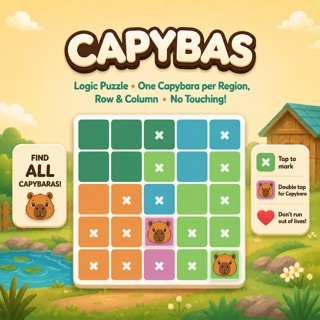 CAPYBAS
Logic Puzzle • One Capybara per Region,
Row & Column • No Touching!
FIND
ALL
CAPYBARAS!
Tap to
mark
Double tap
for Capybara
Don't run
out of lives!